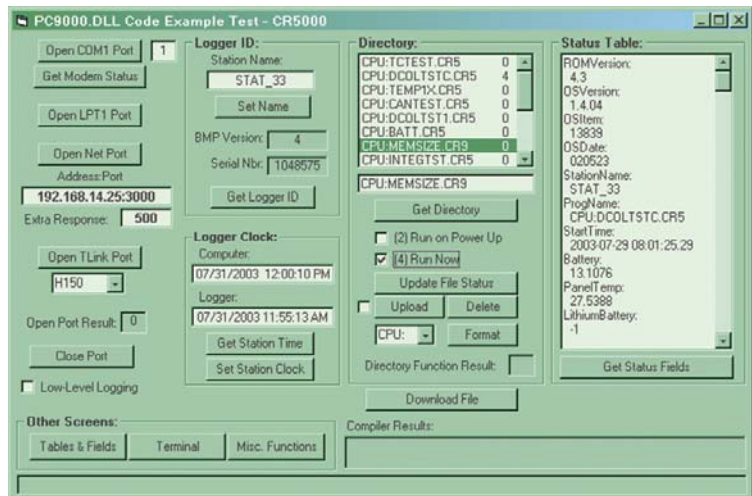 PC9000.DLL Code Example Test - CR5000
Open COM1 Port 1
Get Modem Status
Open LPT1 Port
Open Net Port
Address:Port
192.168.14.25:3000
Extra Response: 500
Open TLink Port
H150
Open Port Result: 0
Close Port
Low-Level Logging
Logger ID:
Station Name:
STAT_33
Set Name
BMP Version: 4
Serial Nbr: 1048575
Get Logger ID
Logger Clock:
Computer:
07/31/2003 12:00:10 PM
Logger:
07/31/2003 11:55:13 AM
Get Station Time
Set Station Clock
Directory:
CPU:TCTEST.CR5 0
CPU:DCOLTSTC.CR5 4
CPU:TEMP1X.CR5 0
CPU:CANTEST.CR5 0
CPU:DCOLTST1.CR5 0
CPU:BATT.CR5 0
CPU:MEMSIZE.CR9 0
CPU:INTEGTST.CR5 0
CPU:MEMSIZE.CR9
Get Directory
(2) Run on Power Up
(4) Run Now
Update File Status
Upload Delete
CPU: Format
Directory Function Result:
Download File
Status Table:
ROMVersion:
4.3
OSVersion:
1.4.04
OSItem:
13839
OSDate:
020523
StationName:
STAT_33
ProgName:
CPU:DCOLTSTC.CR5
StartTime:
2003-07-29 08:01:25.29
Battery:
13.1076
PanelTemp:
27.5388
LithiumBattery:
-1
Get Status Fields
Other Screens:
Tables & Fields Terminal Misc. Functions
Compiler Results: